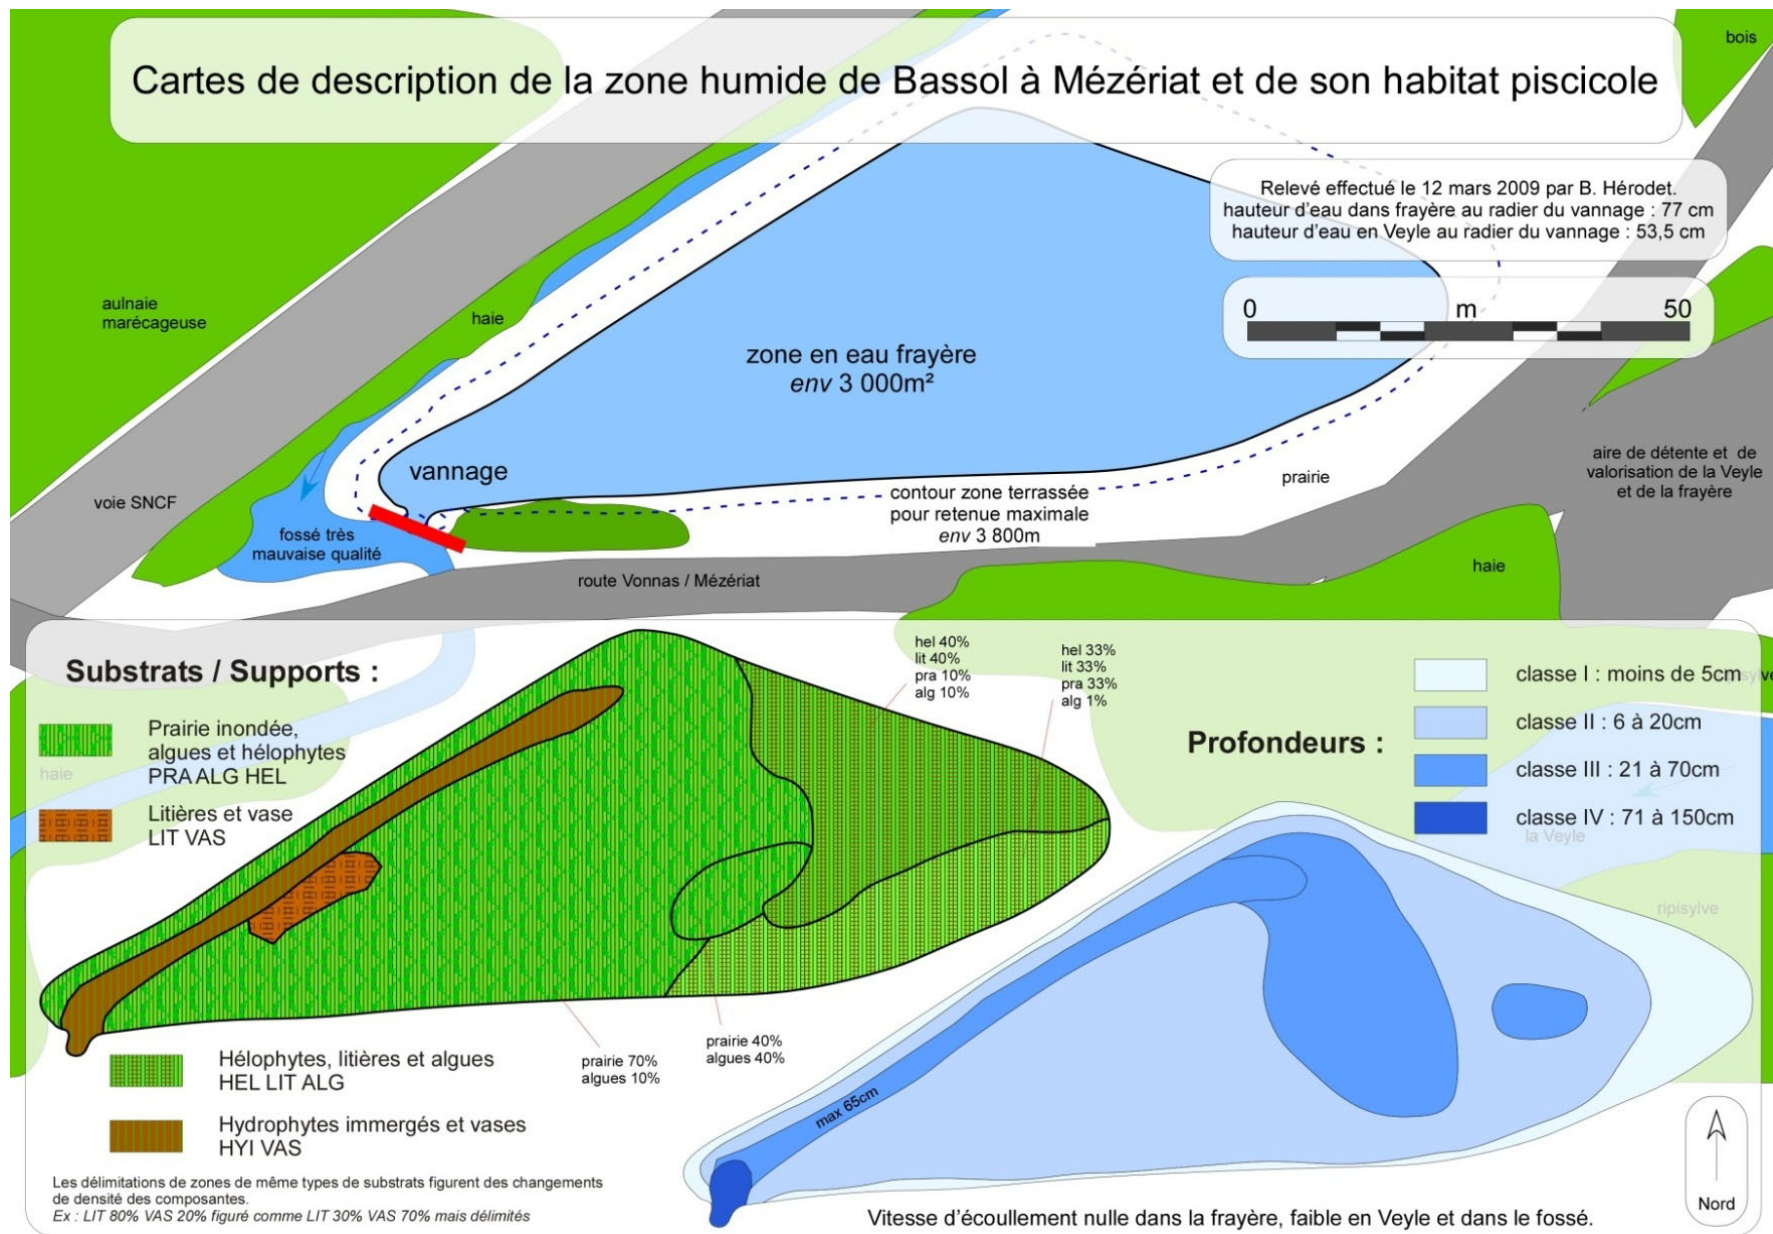 Cartes de description de la zone humide de Bassol à Mézériat et de son habitat piscicole
bois
Relevé effectué le 12 mars 2009 par B. Hérodet.
hauteur d'eau dans frayère au radier du vannage : 77 cm
hauteur d'eau en Veyle au radier du vannage : 53,5 cm
0 m 50
aulnaie
marécageuse
haie
zone en eau frayère
env 3 000m²
vannage
voie SNCF
fossé très
mauvaise qualité
contour zone terrassée
pour retenue maximale
env 3 800m
prairie
aire de détente et de
valorisation de la Veyle
et de la frayère
route Vonnas / Mézériat
haie
Substrats / Supports :
Prairie inondée,
algues et hélophytes
PRA ALG HEL
haie
Litières et vase
LIT VAS
hel 40%
lit 40%
pra 10%
alg 10%
hel 33%
lit 33%
pra 33%
alg 1%
prairie 70%
algues 10%
prairie 40%
algues 40%
Hélophytes, litières et algues
HEL LIT ALG
Hydrophytes immergés et vases
HYI VAS
Les délimitations de zones de même types de substrats figurent des changements
de densité des composantes.
Ex : LIT 80% VAS 20% figuré comme LIT 30% VAS 70% mais délimités
Profondeurs :
classe I : moins de 5cm
ripisylve
classe II : 6 à 20cm
classe III : 21 à 70cm
classe IV : 71 à 150cm
la Veyle
ripisylve
max 65cm
Nord
Vitesse d'écoullement nulle dans la frayère, faible en Veyle et dans le fossé.